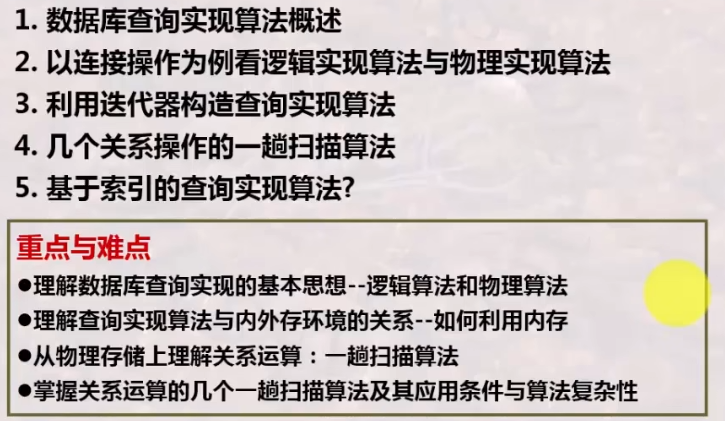 1. 数据库查询实现算法概述
2. 以连接操作为例看逻辑实现算法与物理实现算法
3. 利用迭代器构造查询实现算法
4. 几个关系操作的一趟扫描算法
5. 基于索引的查询实现算法?
重点与难点
●理解数据库查询实现的基本思想--逻辑算法和物理算法
●理解查询实现算法与内外存环境的关系--如何利用内存
●从物理存储上理解关系运算：一趟扫描算法
●掌握关系运算的几个一趟扫描算法及其应用条件与算法复杂性